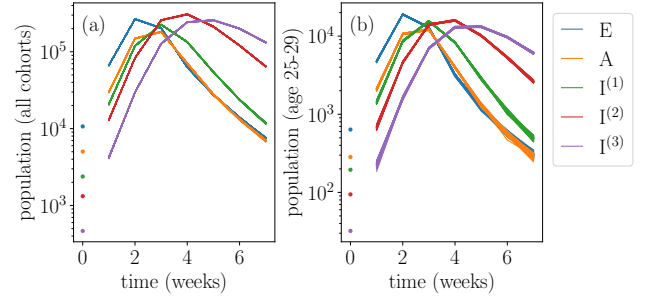 (a)
population (all cohorts)
10^5
10^4
10^3
0 2 4 6
time (weeks)
(b)
population (age 25-29)
10^4
10^3
10^2
0 2 4 6
time (weeks)
E
A
I^(1)
I^(2)
I^(3)